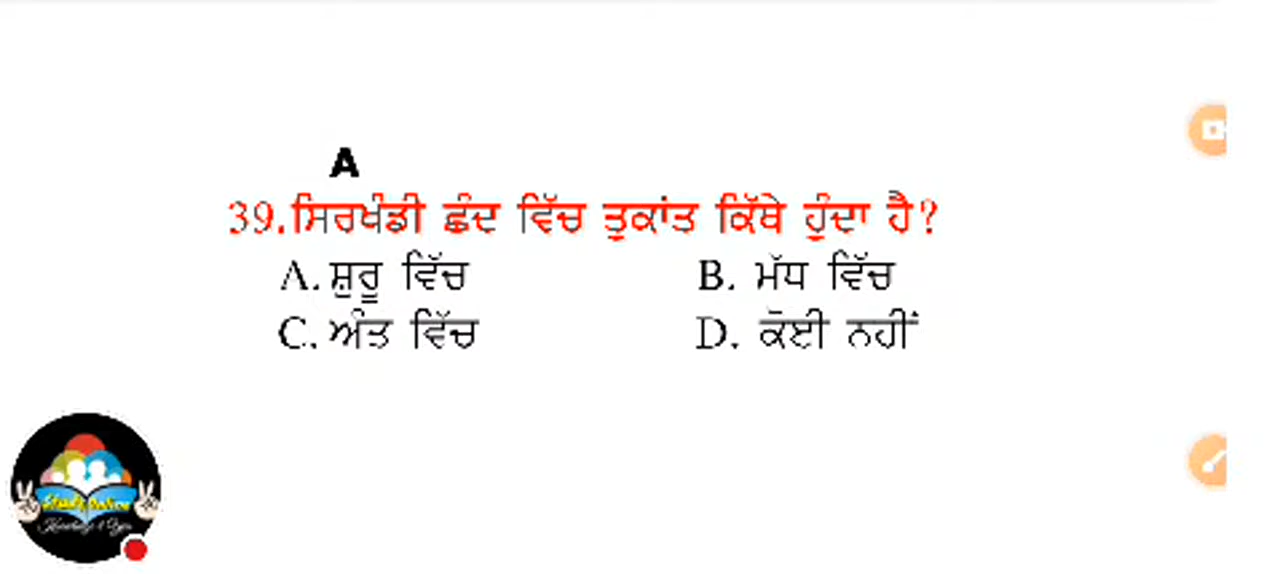 A
39.ਸਿਰਖੰਡੀ ਛੰਦ ਵਿੱਚ ਤੁਕਾਂਤ ਕਿੱਥੇ ਹੁੰਦਾ ਹੈ?
A. ਸ਼ੁਰੂ ਵਿੱਚ B. ਮੱਧ ਵਿੱਚ
C. ਅੰਤ ਵਿੱਚ D. ਕੋਈ ਨਹੀਂ